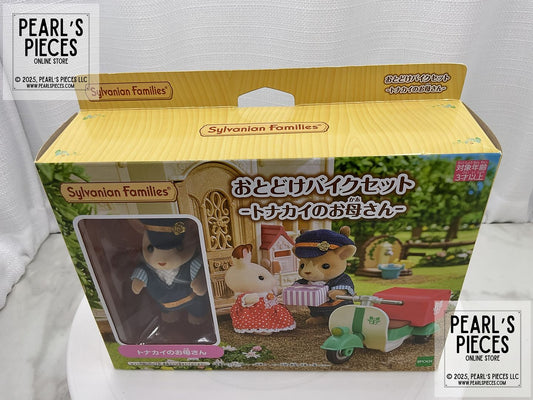 PEARL'S
PIECES
ONLINE STORE
© 2025, PEARL'S PIECES LLC
WWW.PEARLSPIECES.COM
Sylvanian Families
おとどけバイクセット
-トナカイのお母さん-
Sylvanian Families
対象年齢
3才以上
Sylvanian Families
おとどけバイクセット
-トナカイのお母さん-
かあ
トナカイのお母さん
EPOCH
PEARL'S
PIECES
ONLINE STORE
© 2025, PEARL'S PIECES LLC
WWW.PEARLSPIECES.COM